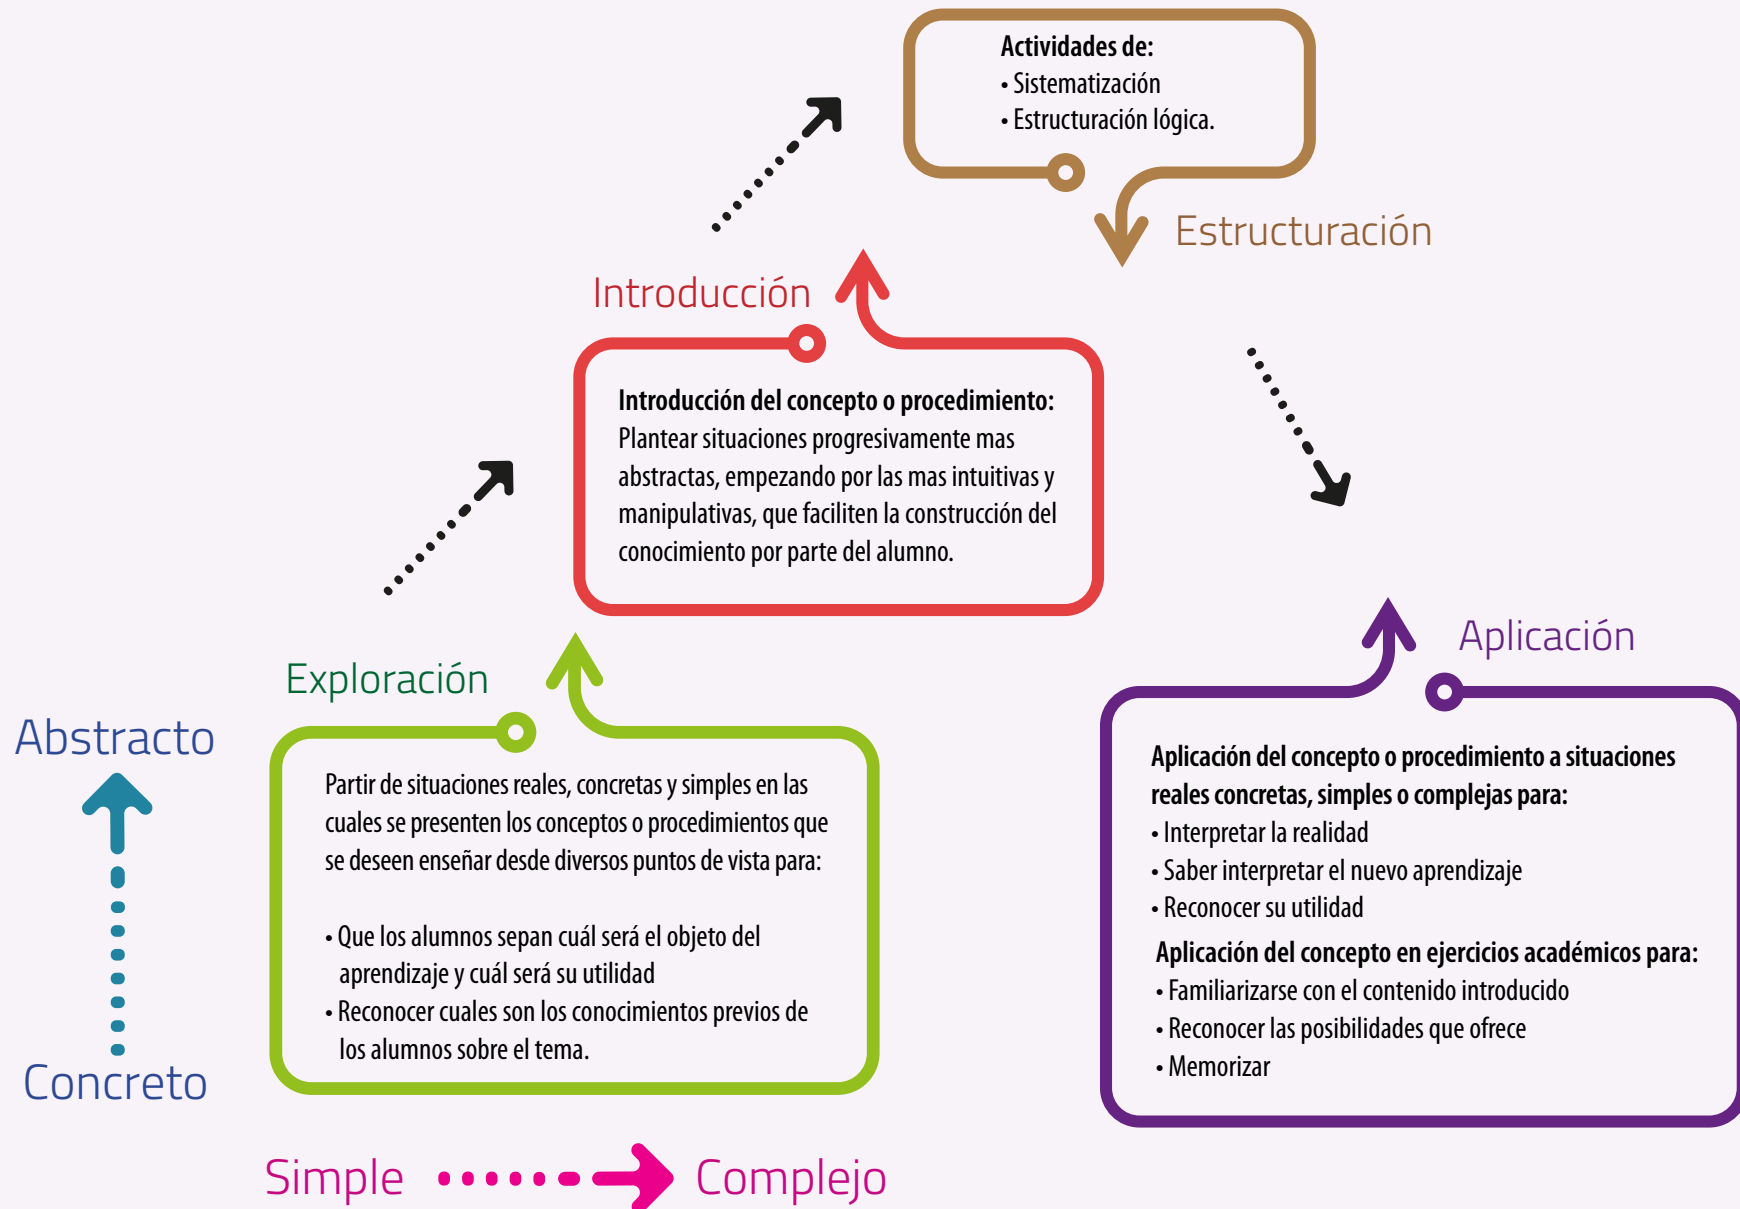 Actividades de:
• Sistematización
• Estructuración lógica.
Estructuración
Introducción
Introducción del concepto o procedimiento:
Plantear situaciones progresivamente mas
abstractas, empezando por las mas intuitivas y
manipulativas, que faciliten la construcción del
conocimiento por parte del alumno.
Exploración
Partir de situaciones reales, concretas y simples en las
cuales se presenten los conceptos o procedimientos que
se deseen enseñar desde diversos puntos de vista para:
• Que los alumnos sepan cuál será el objeto del
aprendizaje y cuál será su utilidad
• Reconocer cuales son los conocimientos previos de
los alumnos sobre el tema.
Aplicación
Aplicación del concepto o procedimiento a situaciones
reales concretas, simples o complejas para:
• Interpretar la realidad
• Saber interpretar el nuevo aprendizaje
• Reconocer su utilidad
Aplicación del concepto en ejercicios académicos para:
• Familiarizarse con el contenido introducido
• Reconocer las posibilidades que ofrece
• Memorizar
Abstracto
Concreto
Simple
Complejo